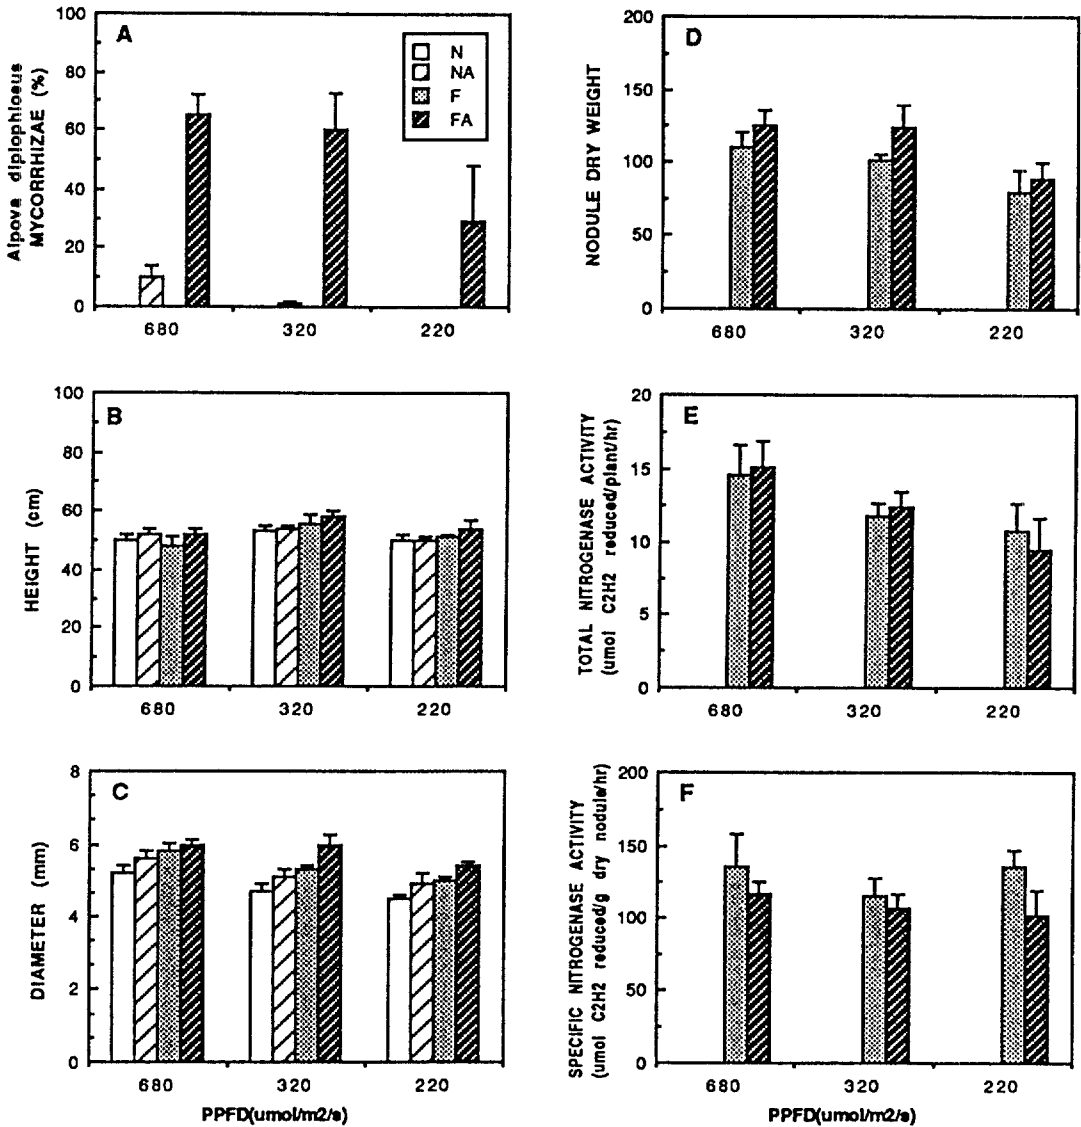 A
Alpova diplophloeus
MYCORRHIZAE (%)
100
80
60
40
20
0
N
NA
F
FA
680 320 220
B
HEIGHT (cm)
100
80
60
40
20
0
680 320 220
C
DIAMETER (mm)
8
6
4
2
0
680 320 220
PPFD(umol/m2/s)
D
NODULE DRY WEIGHT
200
150
100
50
0
680 320 220
E
TOTAL NITROGENASE ACTIVITY
(umol C2H2 reduced/plant/hr)
20
15
10
5
0
680 320 220
F
SPECIFIC NITROGENASE ACTIVITY
(umol C2H2 reduced/g dry nodule/hr)
200
150
100
50
0
680 320 220
PPFD(umol/m2/s)